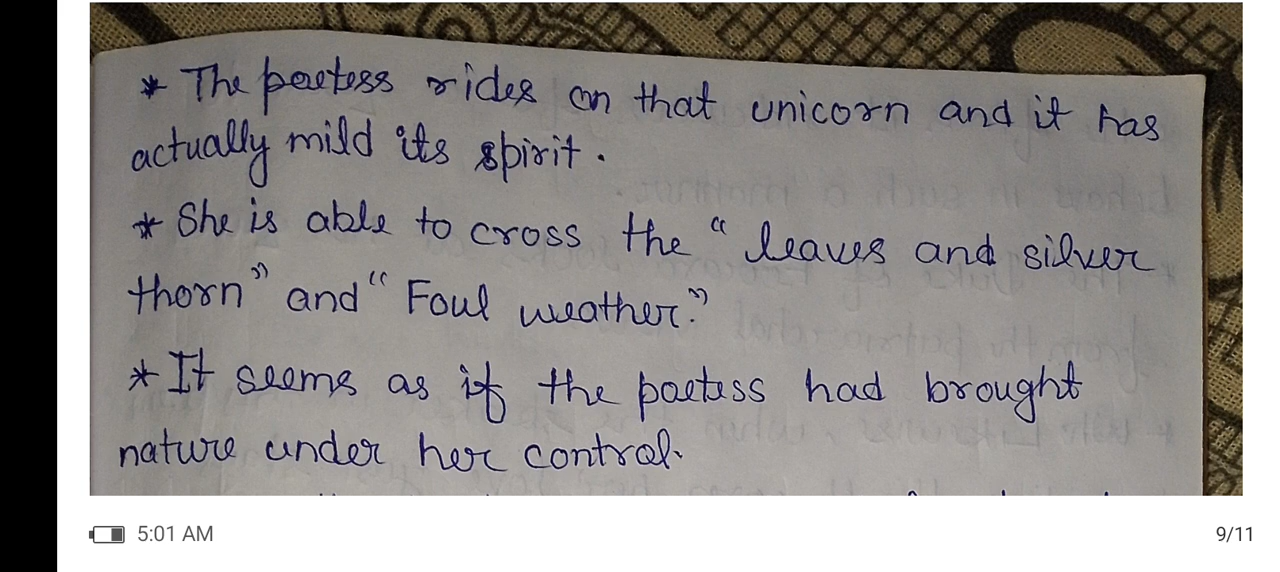 * The poetess rides on that unicorn and it has
actually mild its spirit.
* She is able to cross the "leaves and silver
thorn" and "Foul weather."
* It seems as if the poetess had brought
nature under her control.
5:01 AM
9/11